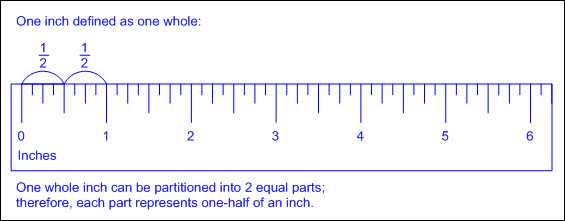 One inch defined as one whole:
1/2 1/2
0 1 2 3 4 5 6
Inches
One whole inch can be partitioned into 2 equal parts;
therefore, each part represents one-half of an inch.